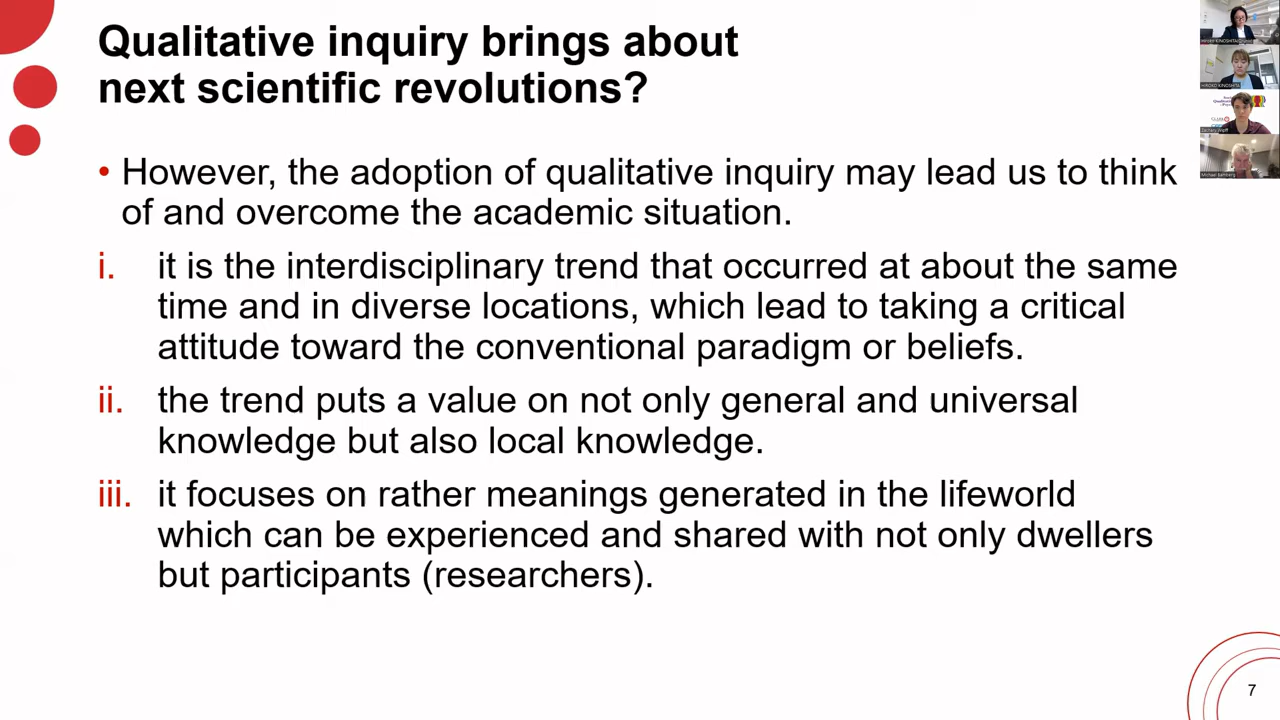 Qualitative inquiry brings about
next scientific revolutions?
• However, the adoption of qualitative inquiry may lead us to think
of and overcome the academic situation.
i. it is the interdisciplinary trend that occurred at about the same
time and in diverse locations, which lead to taking a critical
attitude toward the conventional paradigm or beliefs.
ii. the trend puts a value on not only general and universal
knowledge but also local knowledge.
iii. it focuses on rather meanings generated in the lifeworld
which can be experienced and shared with not only dwellers
but participants (researchers).
7
HIROKO KINOSHITA
Michael Bamberg